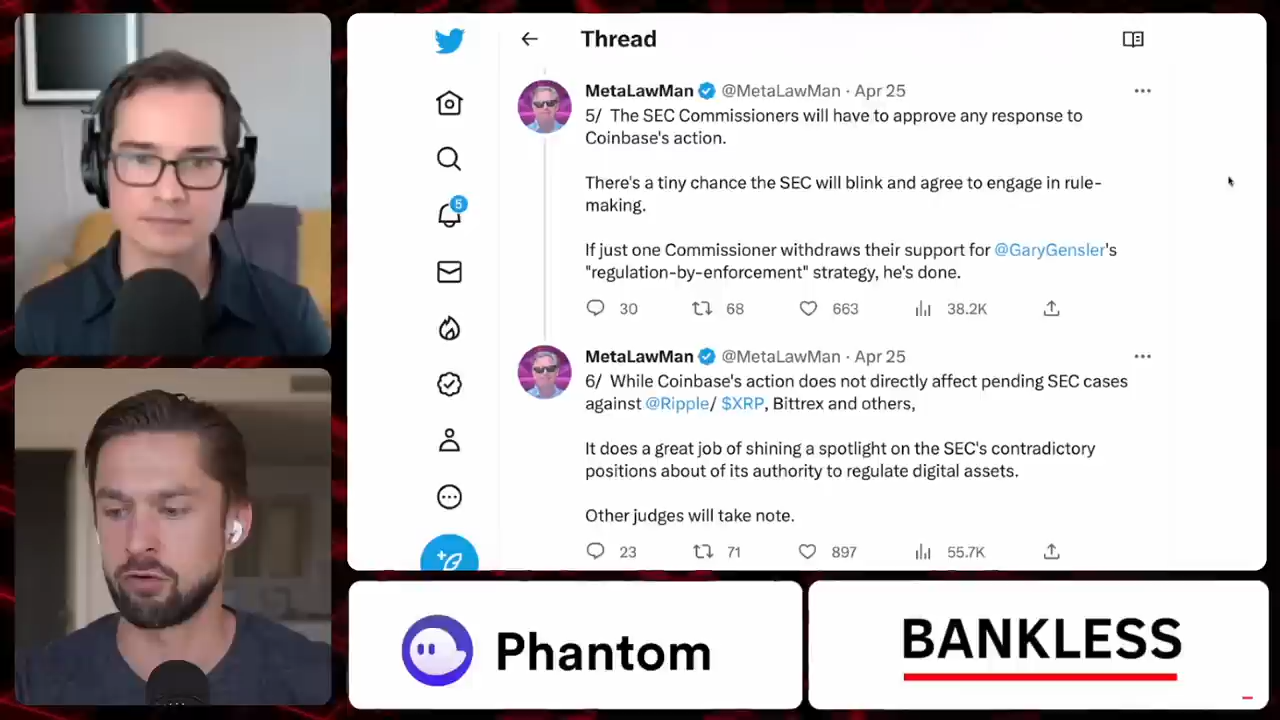 Thread
MetaLawMan @MetaLawMan · Apr 25
5/ The SEC Commissioners will have to approve any response to
Coinbase's action.
There's a tiny chance the SEC will blink and agree to engage in rule-
making.
If just one Commissioner withdraws their support for @GaryGensler's
"regulation-by-enforcement" strategy, he's done.
30 68 663 38.2K
5
MetaLawMan @MetaLawMan · Apr 25
6/ While Coinbase's action does not directly affect pending SEC cases
against @Ripple/ $XRP, Bittrex and others,
It does a great job of shining a spotlight on the SEC's contradictory
positions about of its authority to regulate digital assets.
Other judges will take note.
23 71 897 55.7K
Phantom
BANKLESS